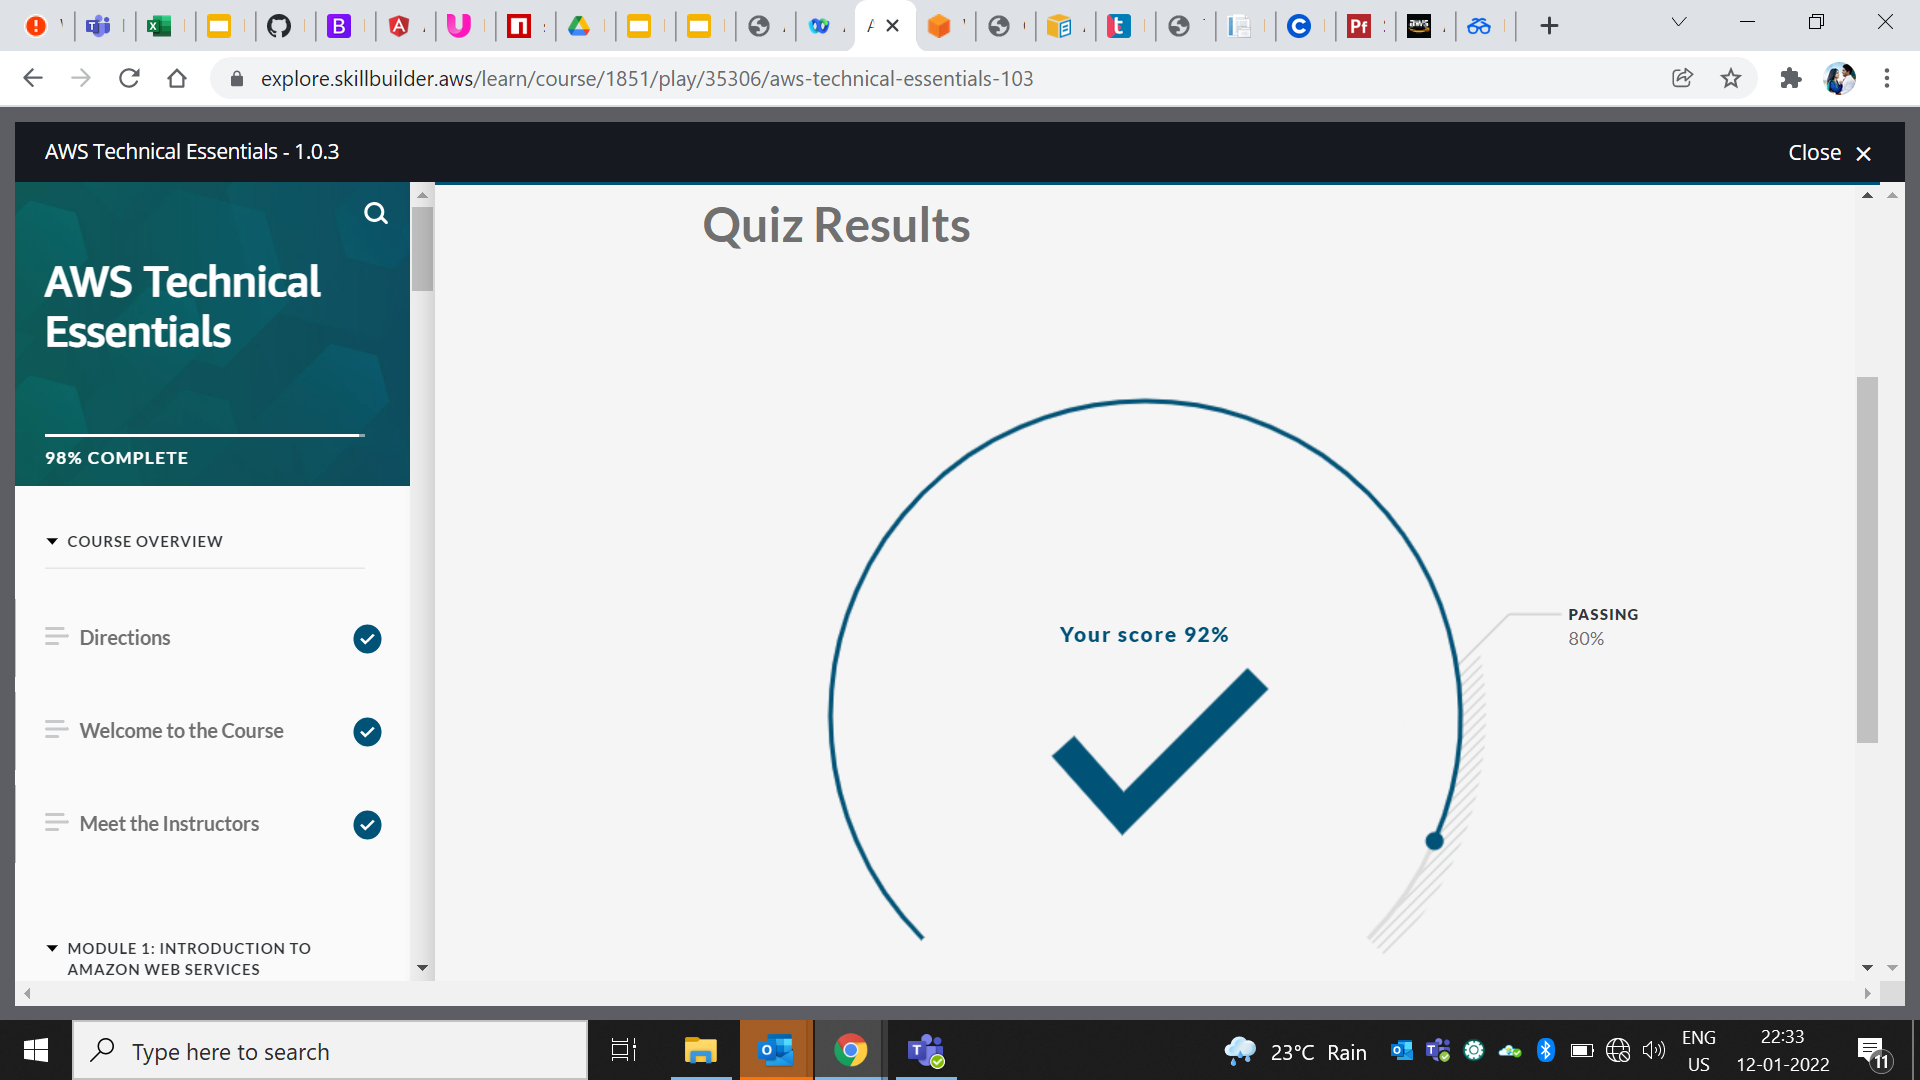 explore.skillbuilder.aws/learn/course/1851/play/35306/aws-technical-essentials-103
AWS Technical Essentials - 1.0.3
Close
AWS Technical
Essentials
98% COMPLETE
COURSE OVERVIEW
Directions
Welcome to the Course
Meet the Instructors
MODULE 1: INTRODUCTION TO
AMAZON WEB SERVICES
Quiz Results
Your score 92%
PASSING
80%
Type here to search
23°C Rain
ENG
US
22:33
12-01-2022
11